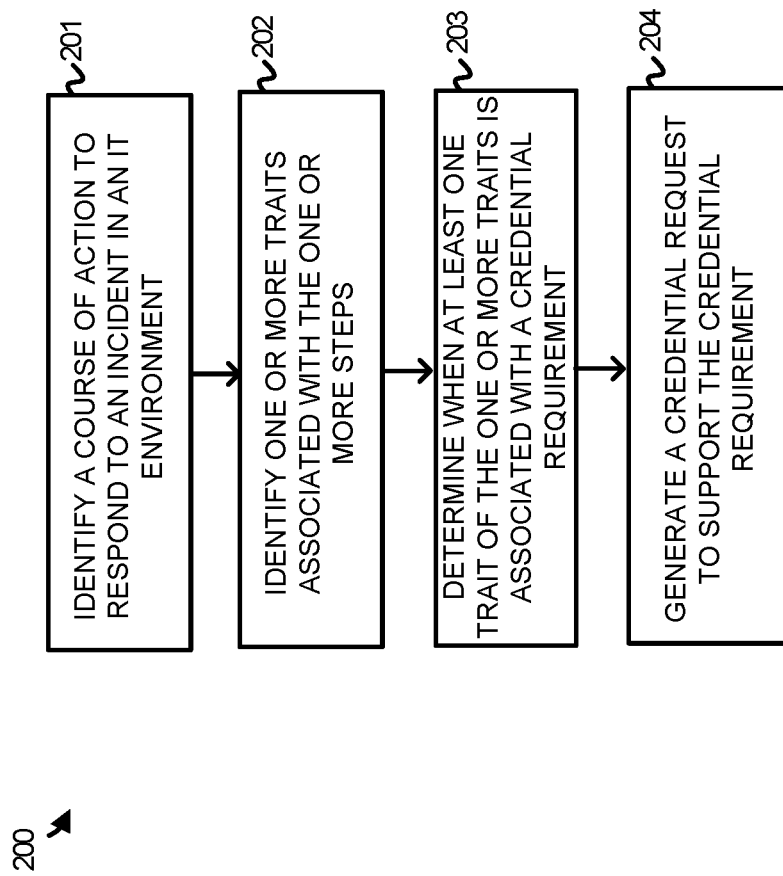 200
201
IDENTIFY A COURSE OF ACTION TO
RESPOND TO AN INCIDENT IN AN IT
ENVIRONMENT
202
IDENTIFY ONE OR MORE TRAITS
ASSOCIATED WITH THE ONE OR
MORE STEPS
203
DETERMINE WHEN AT LEAST ONE
TRAIT OF THE ONE OR MORE TRAITS IS
ASSOCIATED WITH A CREDENTIAL
REQUIREMENT
204
GENERATE A CREDENTIAL REQUEST
TO SUPPORT THE CREDENTIAL
REQUIREMENT